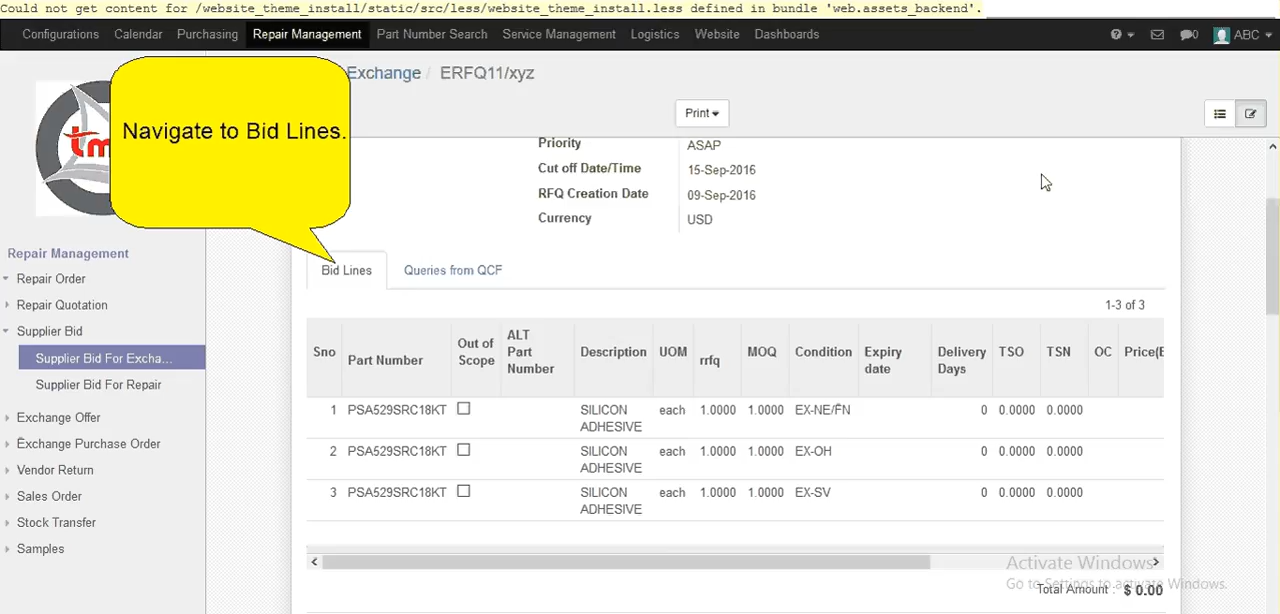 Could not get content for /website_theme_install/static/src/less/website_theme_install.less defined in bundle 'web.assets_backend'.
Configurations Calendar Purchasing Repair Management Part Number Search Service Management Logistics Website Dashboards 0 ABC
Exchange / ERFQ11/xyz
Navigate to Bid Lines.
tm
Print
Priority ASAP
Cut off Date/Time 15-Sep-2016
RFQ Creation Date 09-Sep-2016
Currency USD
Repair Management
Repair Order
Repair Quotation
Supplier Bid
Supplier Bid For Excha...
Supplier Bid For Repair
Exchange Offer
Exchange Purchase Order
Vendor Return
Sales Order
Stock Transfer
Samples
Bid Lines Queries from QCF
1-3 of 3
Sno Part Number Out of Scope ALT Part Number Description UOM rrfq MOQ Condition Expiry date Delivery Days TSO TSN OC Price(E
1 PSA529SRC18KT SILICON ADHESIVE each 1.0000 1.0000 EX-NE/FN 0 0.0000 0.0000
2 PSA529SRC18KT SILICON ADHESIVE each 1.0000 1.0000 EX-OH 0 0.0000 0.0000
3 PSA529SRC18KT SILICON ADHESIVE each 1.0000 1.0000 EX-SV 0 0.0000 0.0000
Activate Windows
Go to Settings to activate Windows.
Total Amount : $ 0.00